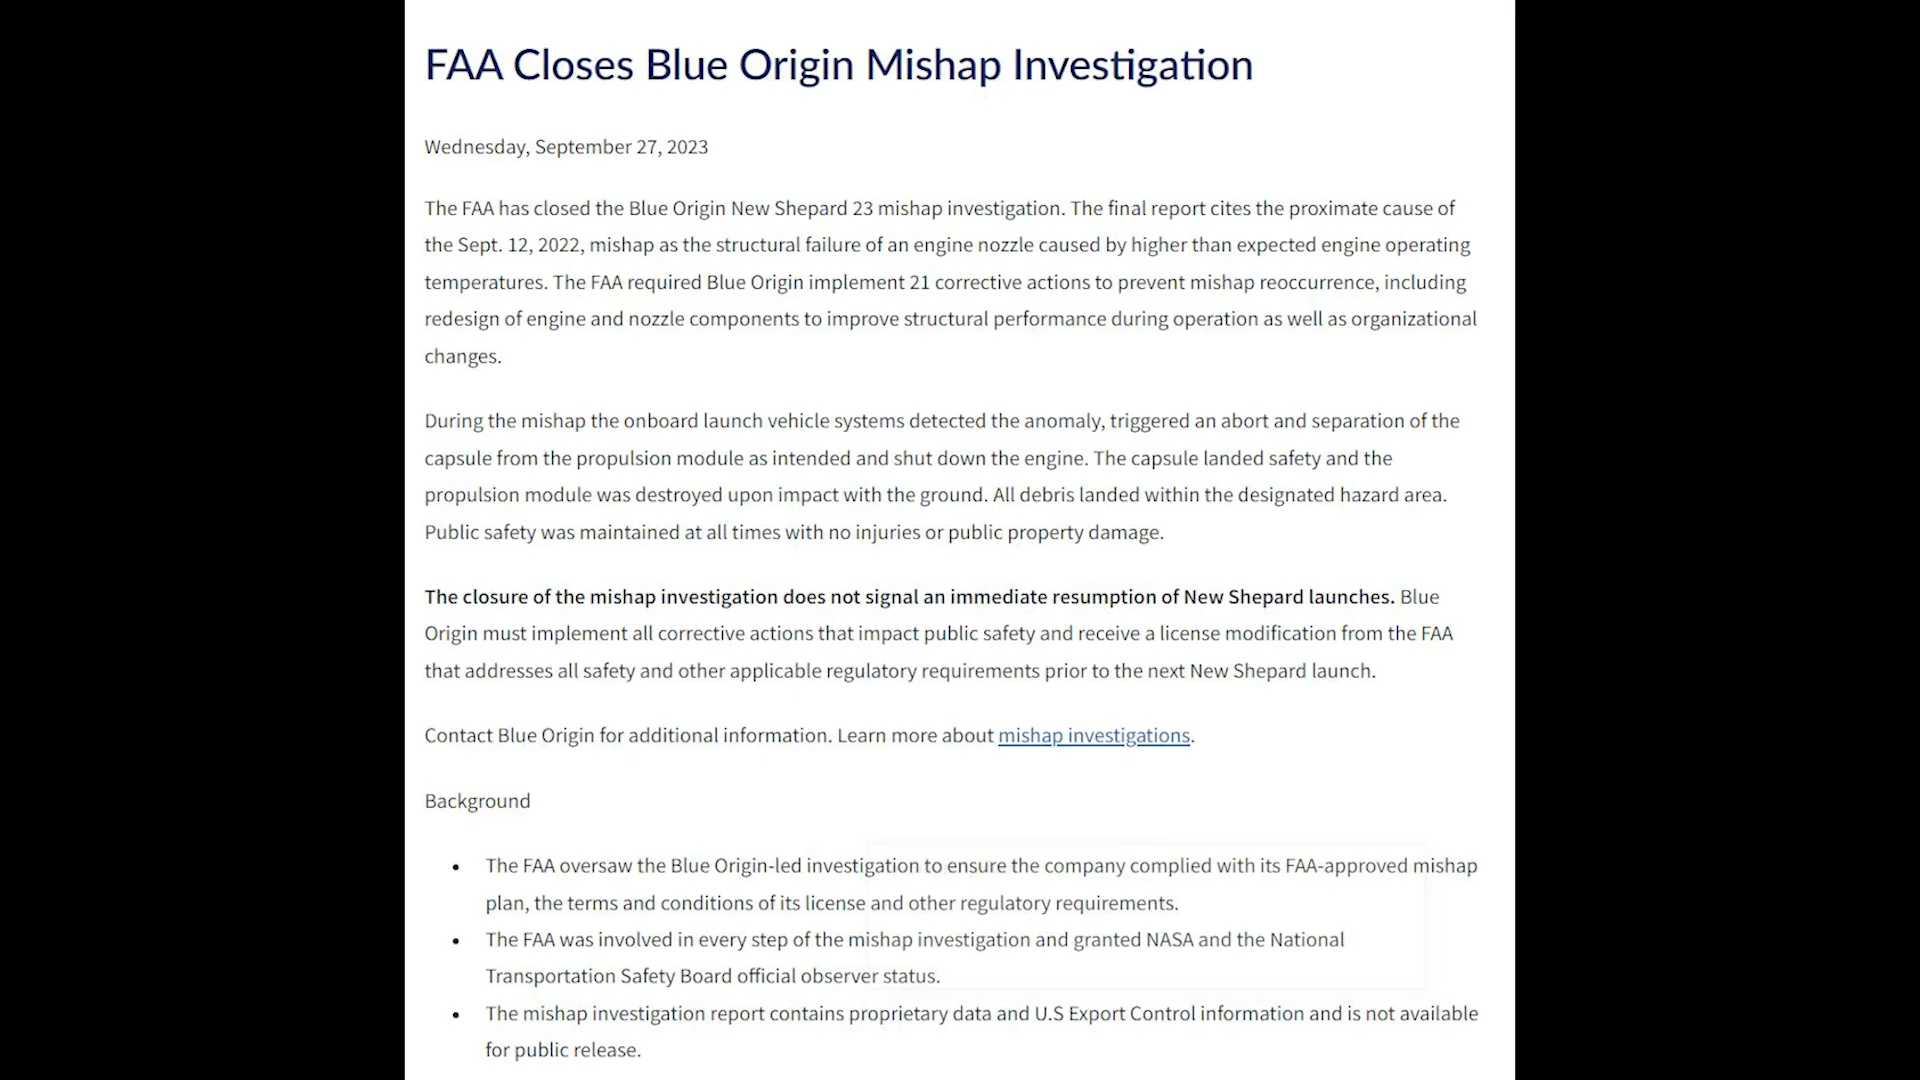 FAA Closes Blue Origin Mishap Investigation
Wednesday, September 27, 2023
The FAA has closed the Blue Origin New Shepard 23 mishap investigation. The final report cites the proximate cause of
the Sept. 12, 2022, mishap as the structural failure of an engine nozzle caused by higher than expected engine operating
temperatures. The FAA required Blue Origin implement 21 corrective actions to prevent mishap reoccurrence, including
redesign of engine and nozzle components to improve structural performance during operation as well as organizational
changes.
During the mishap the onboard launch vehicle systems detected the anomaly, triggered an abort and separation of the
capsule from the propulsion module as intended and shut down the engine. The capsule landed safety and the
propulsion module was destroyed upon impact with the ground. All debris landed within the designated hazard area.
Public safety was maintained at all times with no injuries or public property damage.
The closure of the mishap investigation does not signal an immediate resumption of New Shepard launches. Blue
Origin must implement all corrective actions that impact public safety and receive a license modification from the FAA
that addresses all safety and other applicable regulatory requirements prior to the next New Shepard launch.
Contact Blue Origin for additional information. Learn more about mishap investigations.
Background
• The FAA oversaw the Blue Origin-led investigation to ensure the company complied with its FAA-approved mishap
plan, the terms and conditions of its license and other regulatory requirements.
• The FAA was involved in every step of the mishap investigation and granted NASA and the National
Transportation Safety Board official observer status.
• The mishap investigation report contains proprietary data and U.S Export Control information and is not available
for public release.